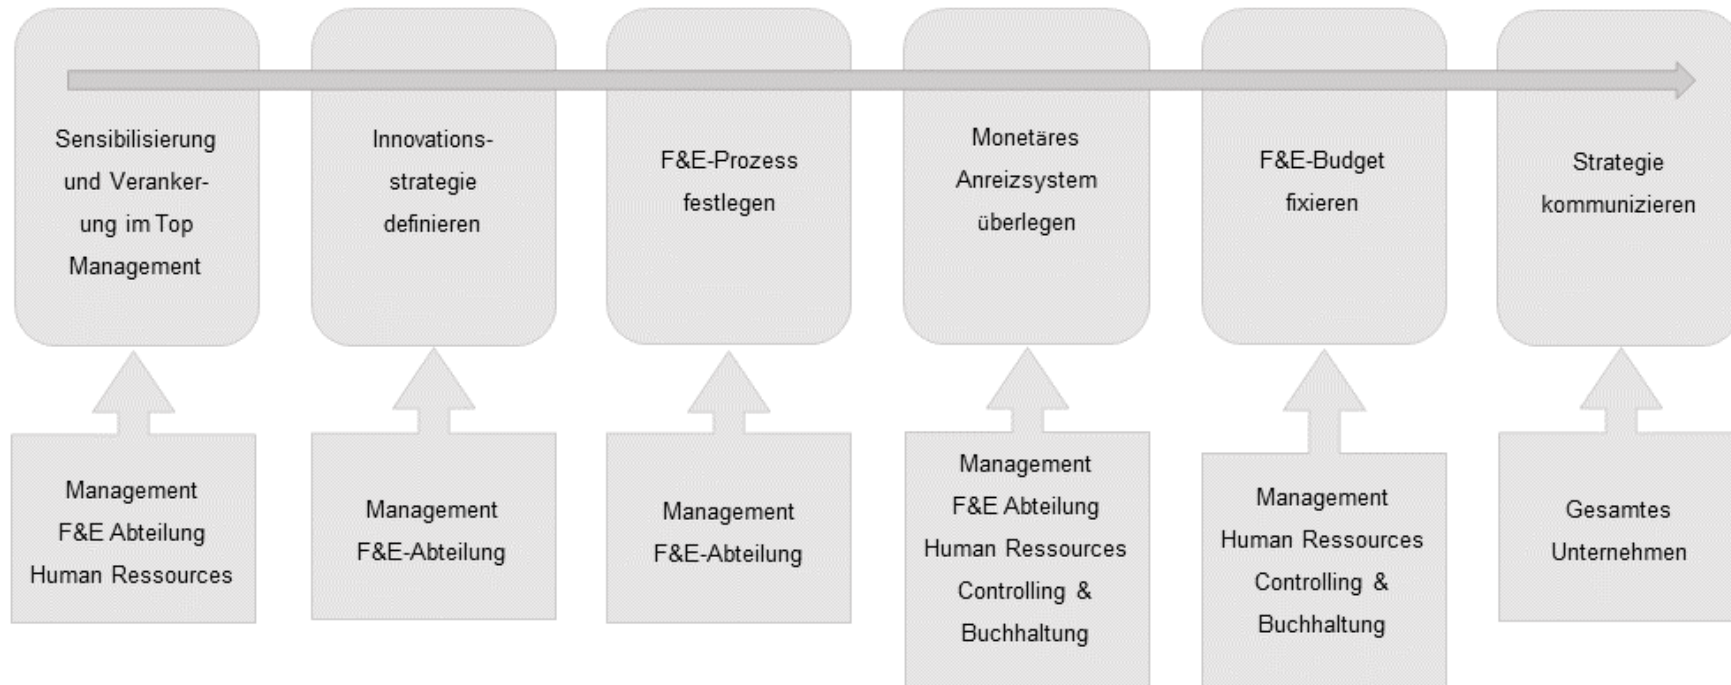 Sensibilisierung
und Veranker-
ung im Top
Management
Innovations-
strategie
definieren
F&E-Prozess
festlegen
Monetäres
Anreizsystem
überlegen
F&E-Budget
fixieren
Strategie
kommunizieren
Management
F&E Abteilung
Human Ressources
Management
F&E-Abteilung
Management
F&E-Abteilung
Management
F&E Abteilung
Human Ressources
Controlling &
Buchhaltung
Management
Human Ressources
Controlling &
Buchhaltung
Gesamtes
Unternehmen